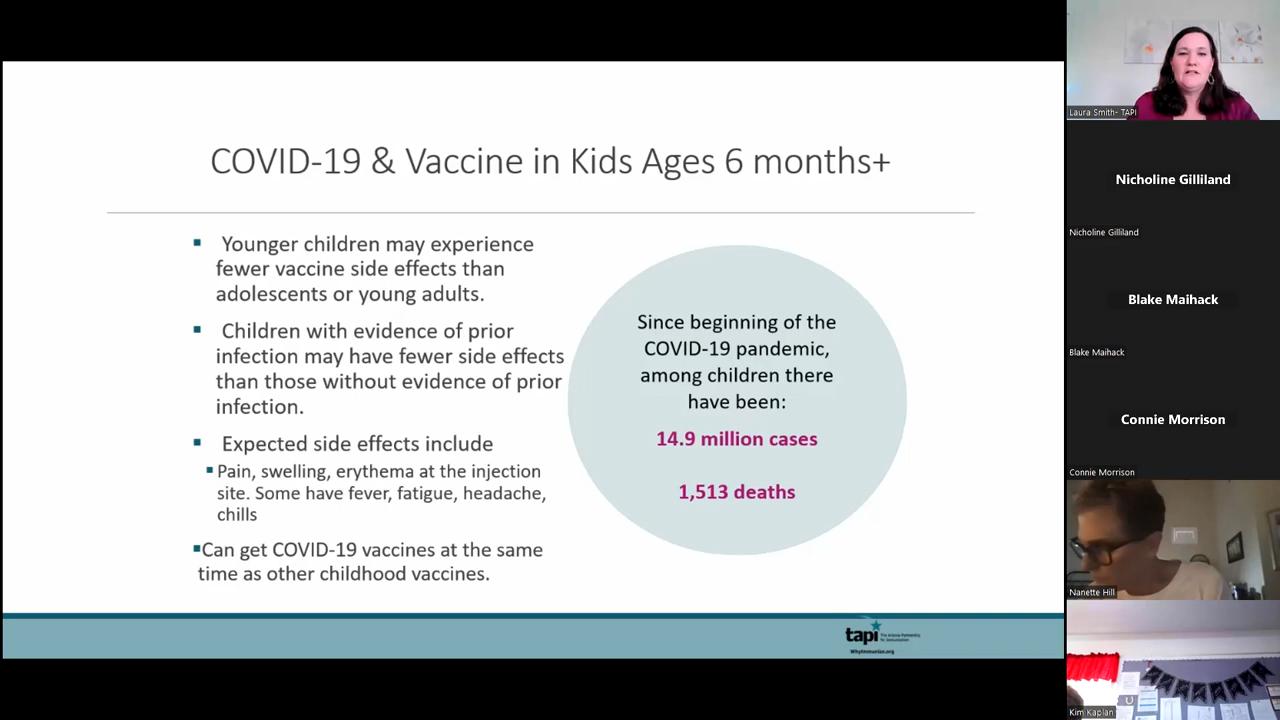 COVID-19 & Vaccine in Kids Ages 6 months+
Younger children may experience
fewer vaccine side effects than
adolescents or young adults.
Children with evidence of prior
infection may have fewer side effects
than those without evidence of prior
infection.
Expected side effects include
Pain, swelling, erythema at the injection
site. Some have fever, fatigue, headache,
chills
Can get COVID-19 vaccines at the same
time as other childhood vaccines.
Since beginning of the
COVID-19 pandemic,
among children there
have been:
14.9 million cases
1,513 deaths
tapi
The Arizona Partnership
for Immunization
WhyImmunize.org
Laura Smith- TAPI
Nicholine Gilliland
Nicholine Gilliland
Blake Maihack
Blake Maihack
Connie Morrison
Connie Morrison
Nanette Hill
Kim Kaplan